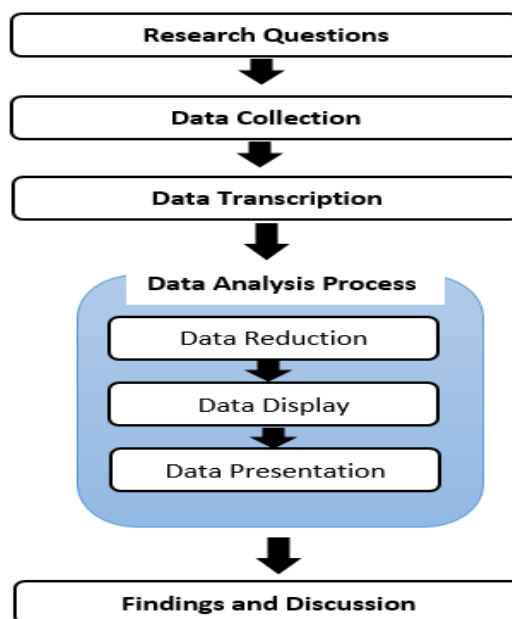 Research Questions
Data Collection
Data Transcription
Data Analysis Process
Data Reduction
Data Display
Data Presentation
Findings and Discussion